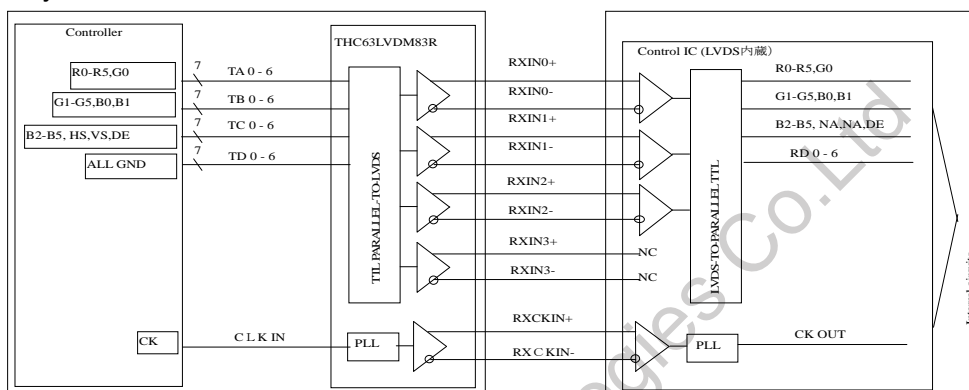 Controller
R0-R5,G0
G1-G5,B0,B1
B2-B5, HS,VS,DE
ALL GND
CK
7
TA 0 - 6
7
TB 0 - 6
7
TC 0 - 6
7
TD 0 - 6
C L K IN
THC63LVDM83R
TTL PARALLEL-TO-LVDS
PLL
RXIN0+
RXIN0-
RXIN1+
RXIN1-
RXIN2+
RXIN2-
RXIN3+
RXIN3-
RXCKIN+
RX C KIN-
Control IC (LVDS内蔵)
NC
NC
LVDS-TO-PARALLEL TTL
PLL
R0-R5,G0
G1-G5,B0,B1
B2-B5, NA,NA,DE
RD 0 - 6
CK OUT
ogies Co.Ltd